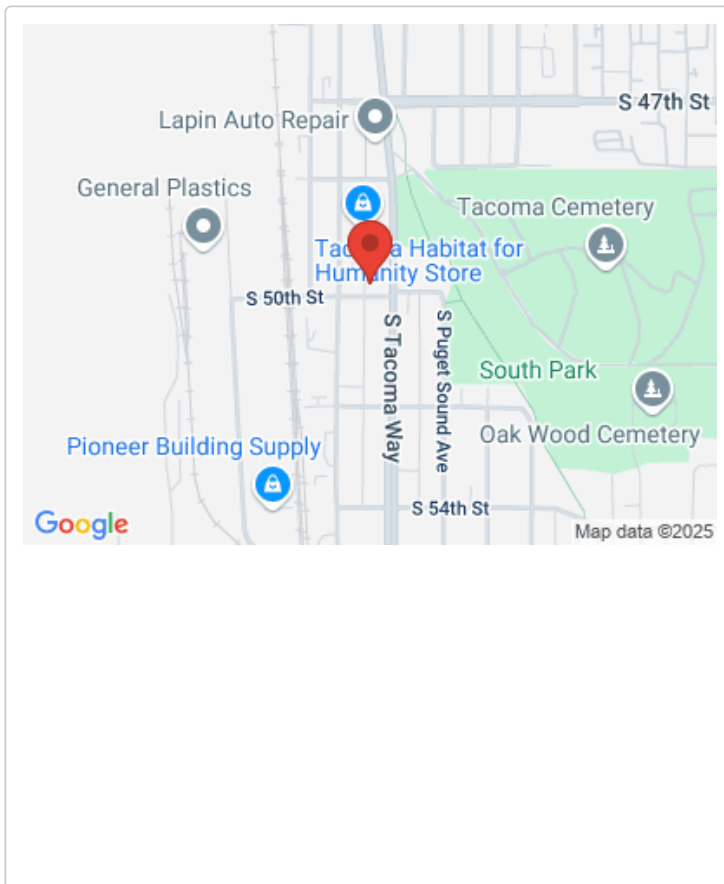 S 47th St
Lapin Auto Repair
General Plastics
Tacoma Cemetery
Tacoma Habitat for
Humanity Store
S 50th St
S Tacoma Way
S Puget Sound Ave
South Park
Oak Wood Cemetery
Pioneer Building Supply
S 54th St
Google
Map data ©2025